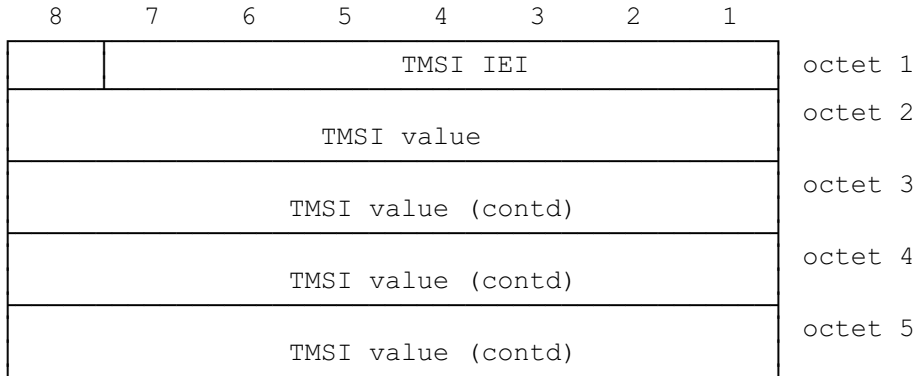 8 7 6 5 4 3 2 1
TMSI IEI octet 1
octet 2
TMSI value
octet 3
TMSI value (contd)
octet 4
TMSI value (contd)
octet 5
TMSI value (contd)